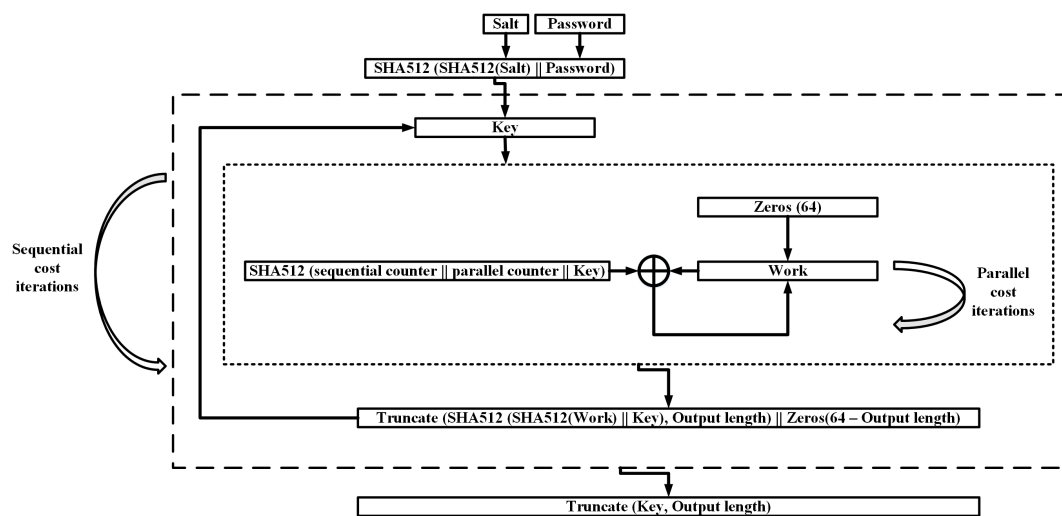 Salt
Password
SHA512 (SHA512(Salt) || Password)
Key
Zeros (64)
Sequential
cost
iterations
SHA512 (sequential counter || parallel counter || Key)
Work
Parallel
cost
iterations
Truncate (SHA512 (SHA512(Work) || Key), Output length) || Zeros(64 – Output length)
Truncate (Key, Output length)